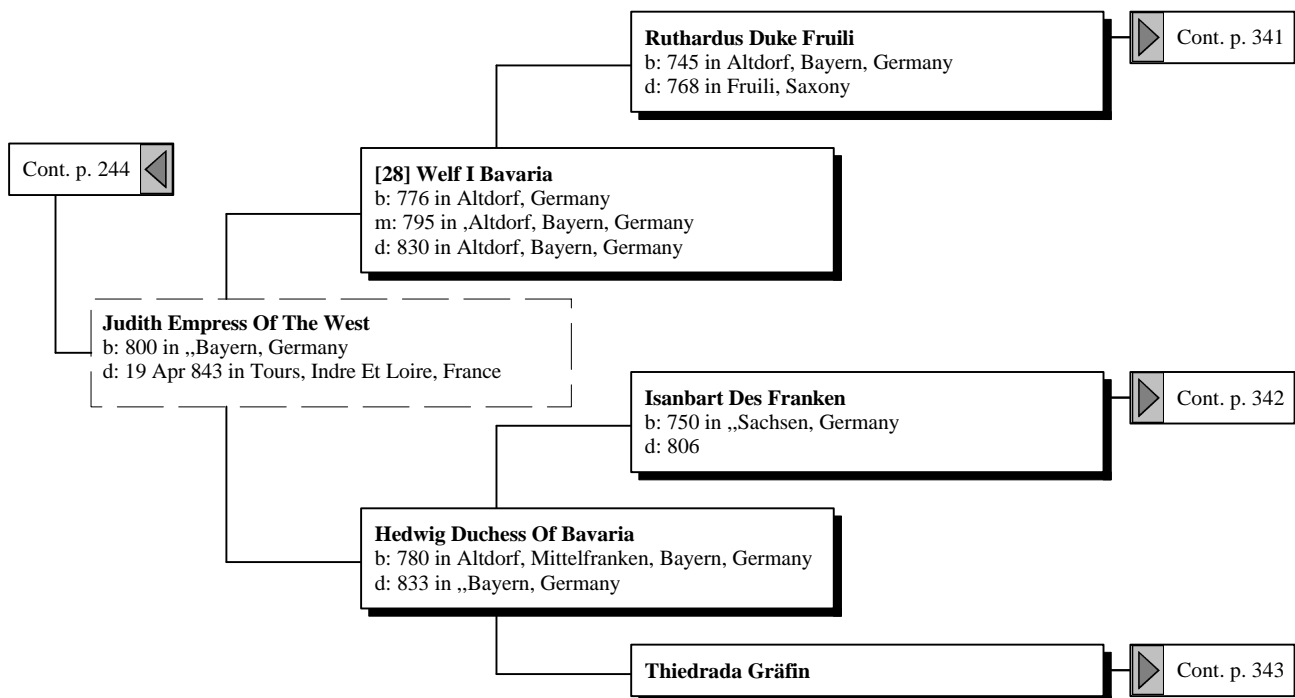 Ruthardus Duke Fruili
b: 745 in Altdorf, Bayern, Germany
d: 768 in Fruili, Saxony
Cont. p. 341
Cont. p. 244
[28] Welf I Bavaria
b: 776 in Altdorf, Germany
m: 795 in ,Altdorf, Bayern, Germany
d: 830 in Altdorf, Bayern, Germany
Judith Empress Of The West
b: 800 in ,,Bayern, Germany
d: 19 Apr 843 in Tours, Indre Et Loire, France
Isanbart Des Franken
b: 750 in ,,Sachsen, Germany
d: 806
Cont. p. 342
Hedwig Duchess Of Bavaria
b: 780 in Altdorf, Mittelfranken, Bayern, Germany
d: 833 in ,,Bayern, Germany
Thiedrada Gräfin
Cont. p. 343